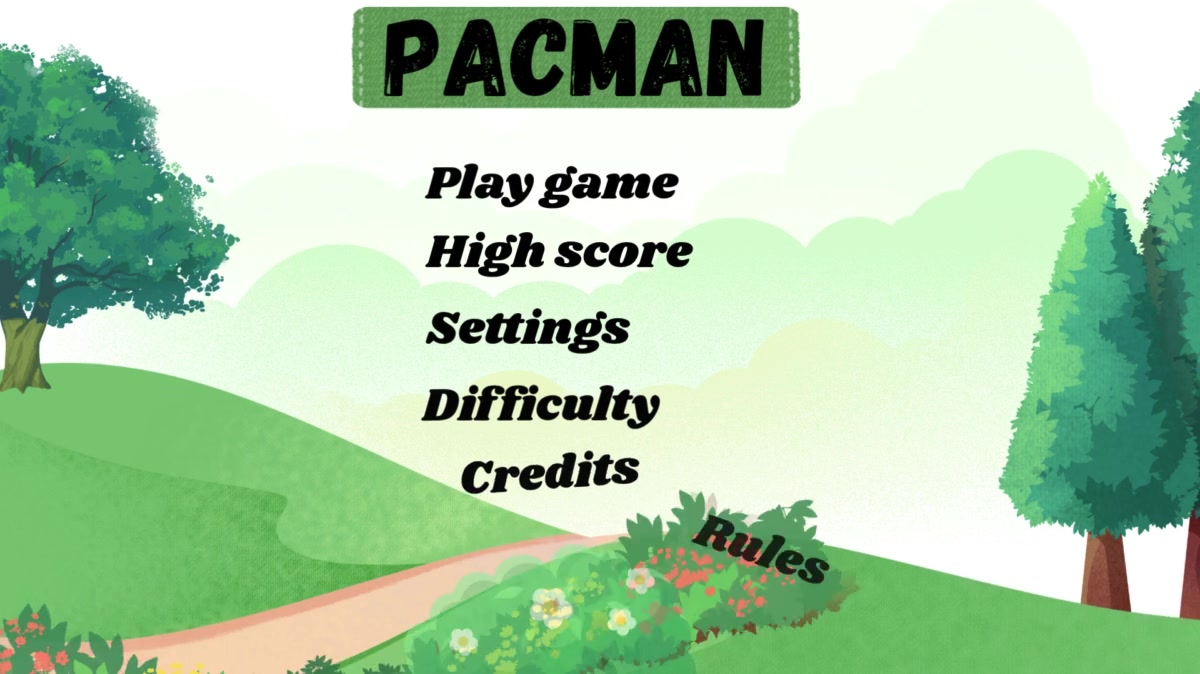 PACMAN
Play game
High score
Settings
Difficulty
Credits
Rules